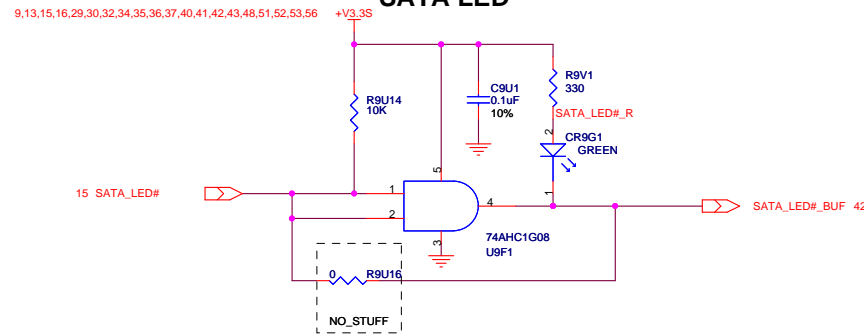 SATA LED
9,13,15,16,29,30,32,34,35,36,37,40,41,42,43,48,51,52,53,56 +V3.3S
R9U14
10K
C9U1
0.1uF
10%
R9V1
330
SATA_LED#_R
2
CR9G1
GREEN
1
5
15 SATA_LED#
1
2
4
3
74AHC1G08
U9F1
SATA_LED#_BUF 42
0 R9U16
NO_STUFF